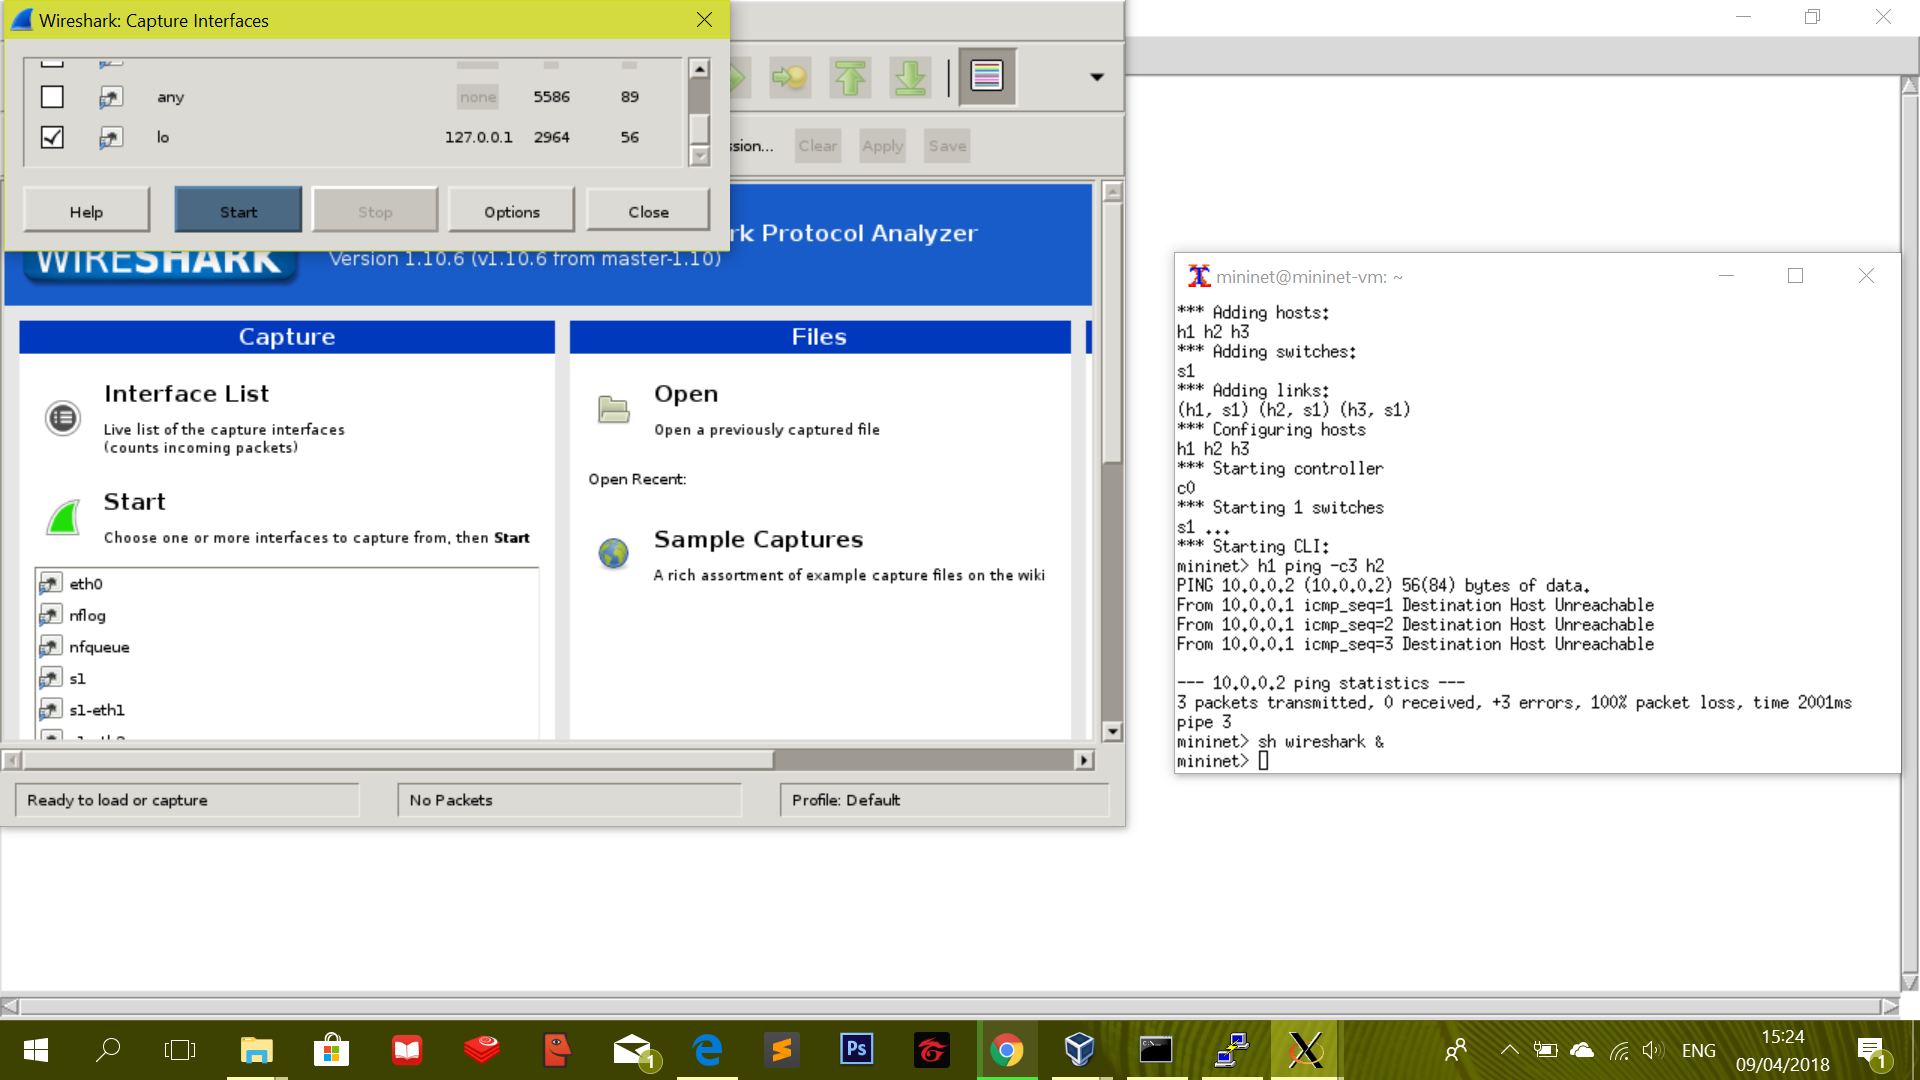 Wireshark: Capture Interfaces
any none 5586 89
lo 127.0.0.1 2964 56
Help Start Stop Options Close
ssion... Clear Apply Save
WIRESHARK
rk Protocol Analyzer
Version 1.10.6 (v1.10.6 from master-1.10)
Capture
Interface List
Live list of the capture interfaces
(counts incoming packets)
Start
Choose one or more interfaces to capture from, then Start
eth0
nflog
nfqueue
s1
s1-eth1
Files
Open
Open a previously captured file
Open Recent:
Sample Captures
A rich assortment of example capture files on the wiki
Ready to load or capture
No Packets
Profile: Default
mininet@mininet-vm: ~
*** Adding hosts:
h1 h2 h3
*** Adding switches:
s1
*** Adding links:
(h1, s1) (h2, s1) (h3, s1)
*** Configuring hosts
h1 h2 h3
*** Starting controller
c0
*** Starting 1 switches
s1 ...
*** Starting CLI:
mininet> h1 ping -c3 h2
PING 10.0.0.2 (10.0.0.2) 56(84) bytes of data.
From 10.0.0.1 icmp_seq=1 Destination Host Unreachable
From 10.0.0.1 icmp_seq=2 Destination Host Unreachable
From 10.0.0.1 icmp_seq=3 Destination Host Unreachable
--- 10.0.0.2 ping statistics ---
3 packets transmitted, 0 received, +3 errors, 100% packet loss, time 2001ms
pipe 3
mininet> sh wireshark &
mininet>
1
Ps
ENG
15:24
09/04/2018
1